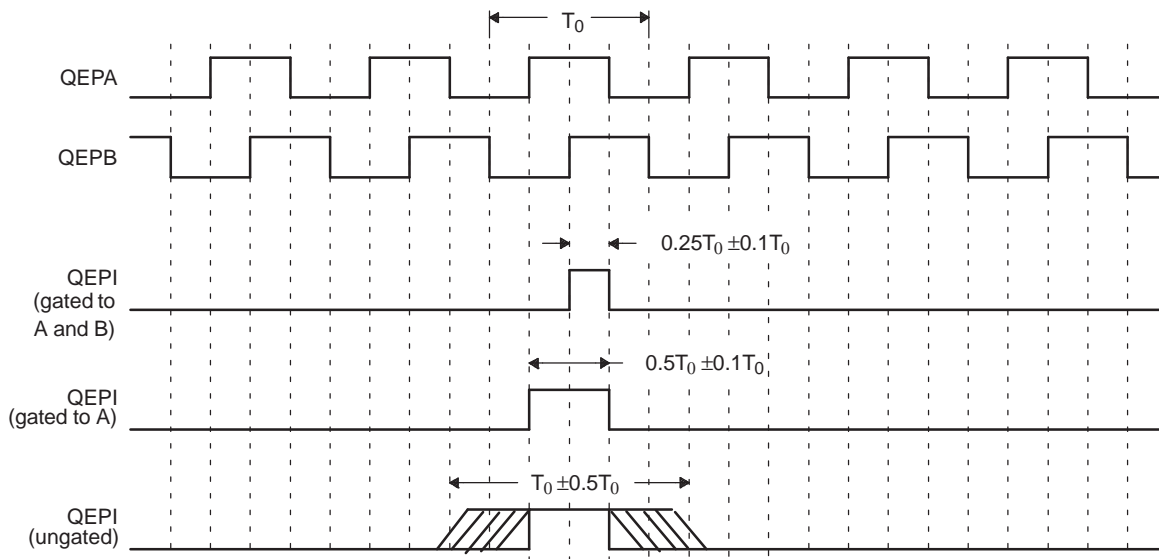 T₀
QEPA
QEPB
0.25T₀ ±0.1T₀
QEPI
(gated to
A and B)
0.5T₀ ±0.1T₀
QEPI
(gated to A)
T₀ ±0.5T₀
QEPI
(ungated)